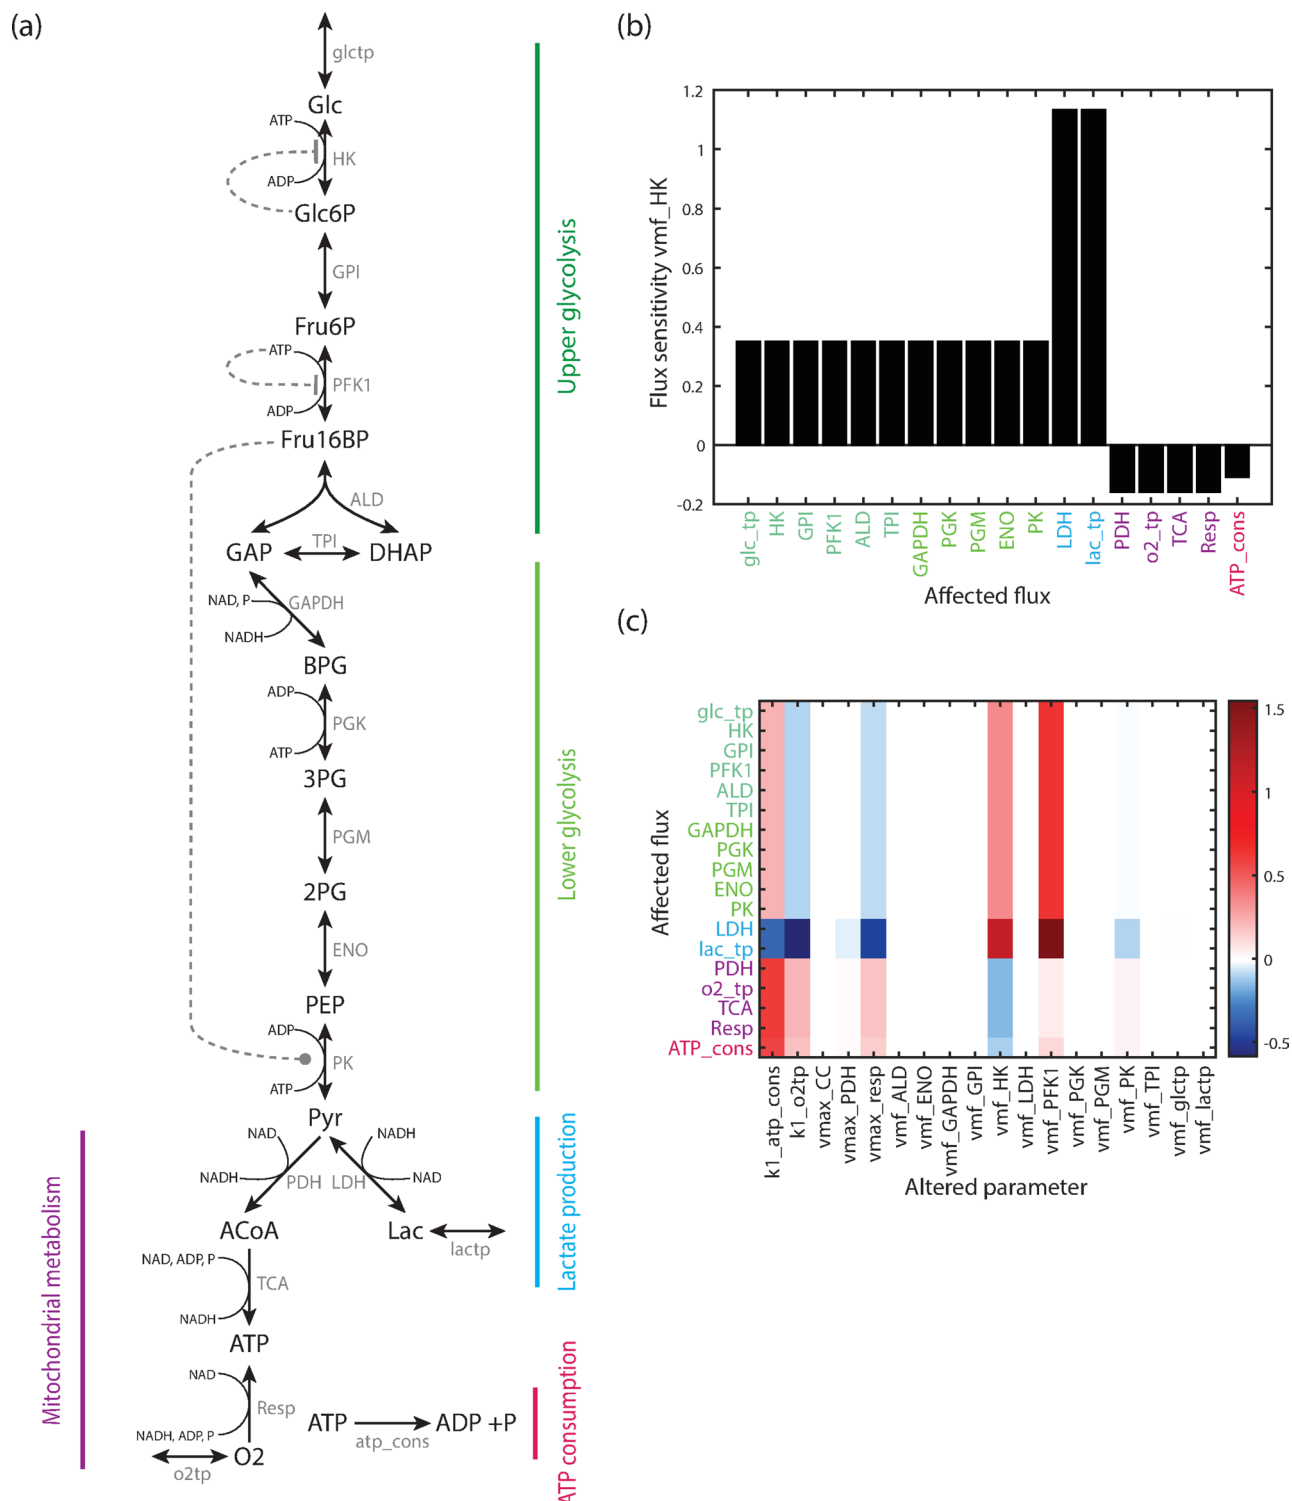 (a)
glctp
Glc
ATP
HK
ADP
Glc6P
GPI
Fru6P
ATP
PFK1
ADP
Fru16BP
ALD
GAP
TPI
DHAP
NAD, P
GAPDH
NADH
BPG
ADP
PGK
ATP
3PG
PGM
2PG
ENO
PEP
ADP
PK
ATP
Pyr
NAD
NADH
NADH
PDH
LDH
NAD
ACoA
Lac
lactp
NAD, ADP, P
TCA
NADH
ATP
NAD
Resp
NADH, ADP, P
O2
o2tp
ATP
ADP +P
atp_cons
Upper glycolysis
Lower glycolysis
Mitochondrial metabolism
Lactate production
ATP consumption
(b)
Flux sensitivity vmf_HK
1.2
1
0.8
0.6
0.4
0.2
0
-0.2
glc_tp
HK
GPI
PFK1
ALD
TPI
GAPDH
PGK
PGM
ENO
PK
LDH
lac_tp
PDH
o2_tp
TCA
Resp
ATP_cons
Affected flux
(c)
Affected flux
glc_tp
HK
GPI
PFK1
ALD
TPI
GAPDH
PGK
PGM
ENO
PK
LDH
lac_tp
PDH
o2_tp
TCA
Resp
ATP_cons
1.5
1
0.5
0
-0.5
k1_atp_cons
k1_o2tp
vmax_CC
vmax_PDH
vmax_resp
vmf_ALD
vmf_ENO
vmf_GAPDH
vmf_GPI
vmf_HK
vmf_LDH
vmf_PFK1
vmf_PGK
vmf_PGM
vmf_PK
vmf_TPI
vmf_glctp
vmf_lactp
Altered parameter